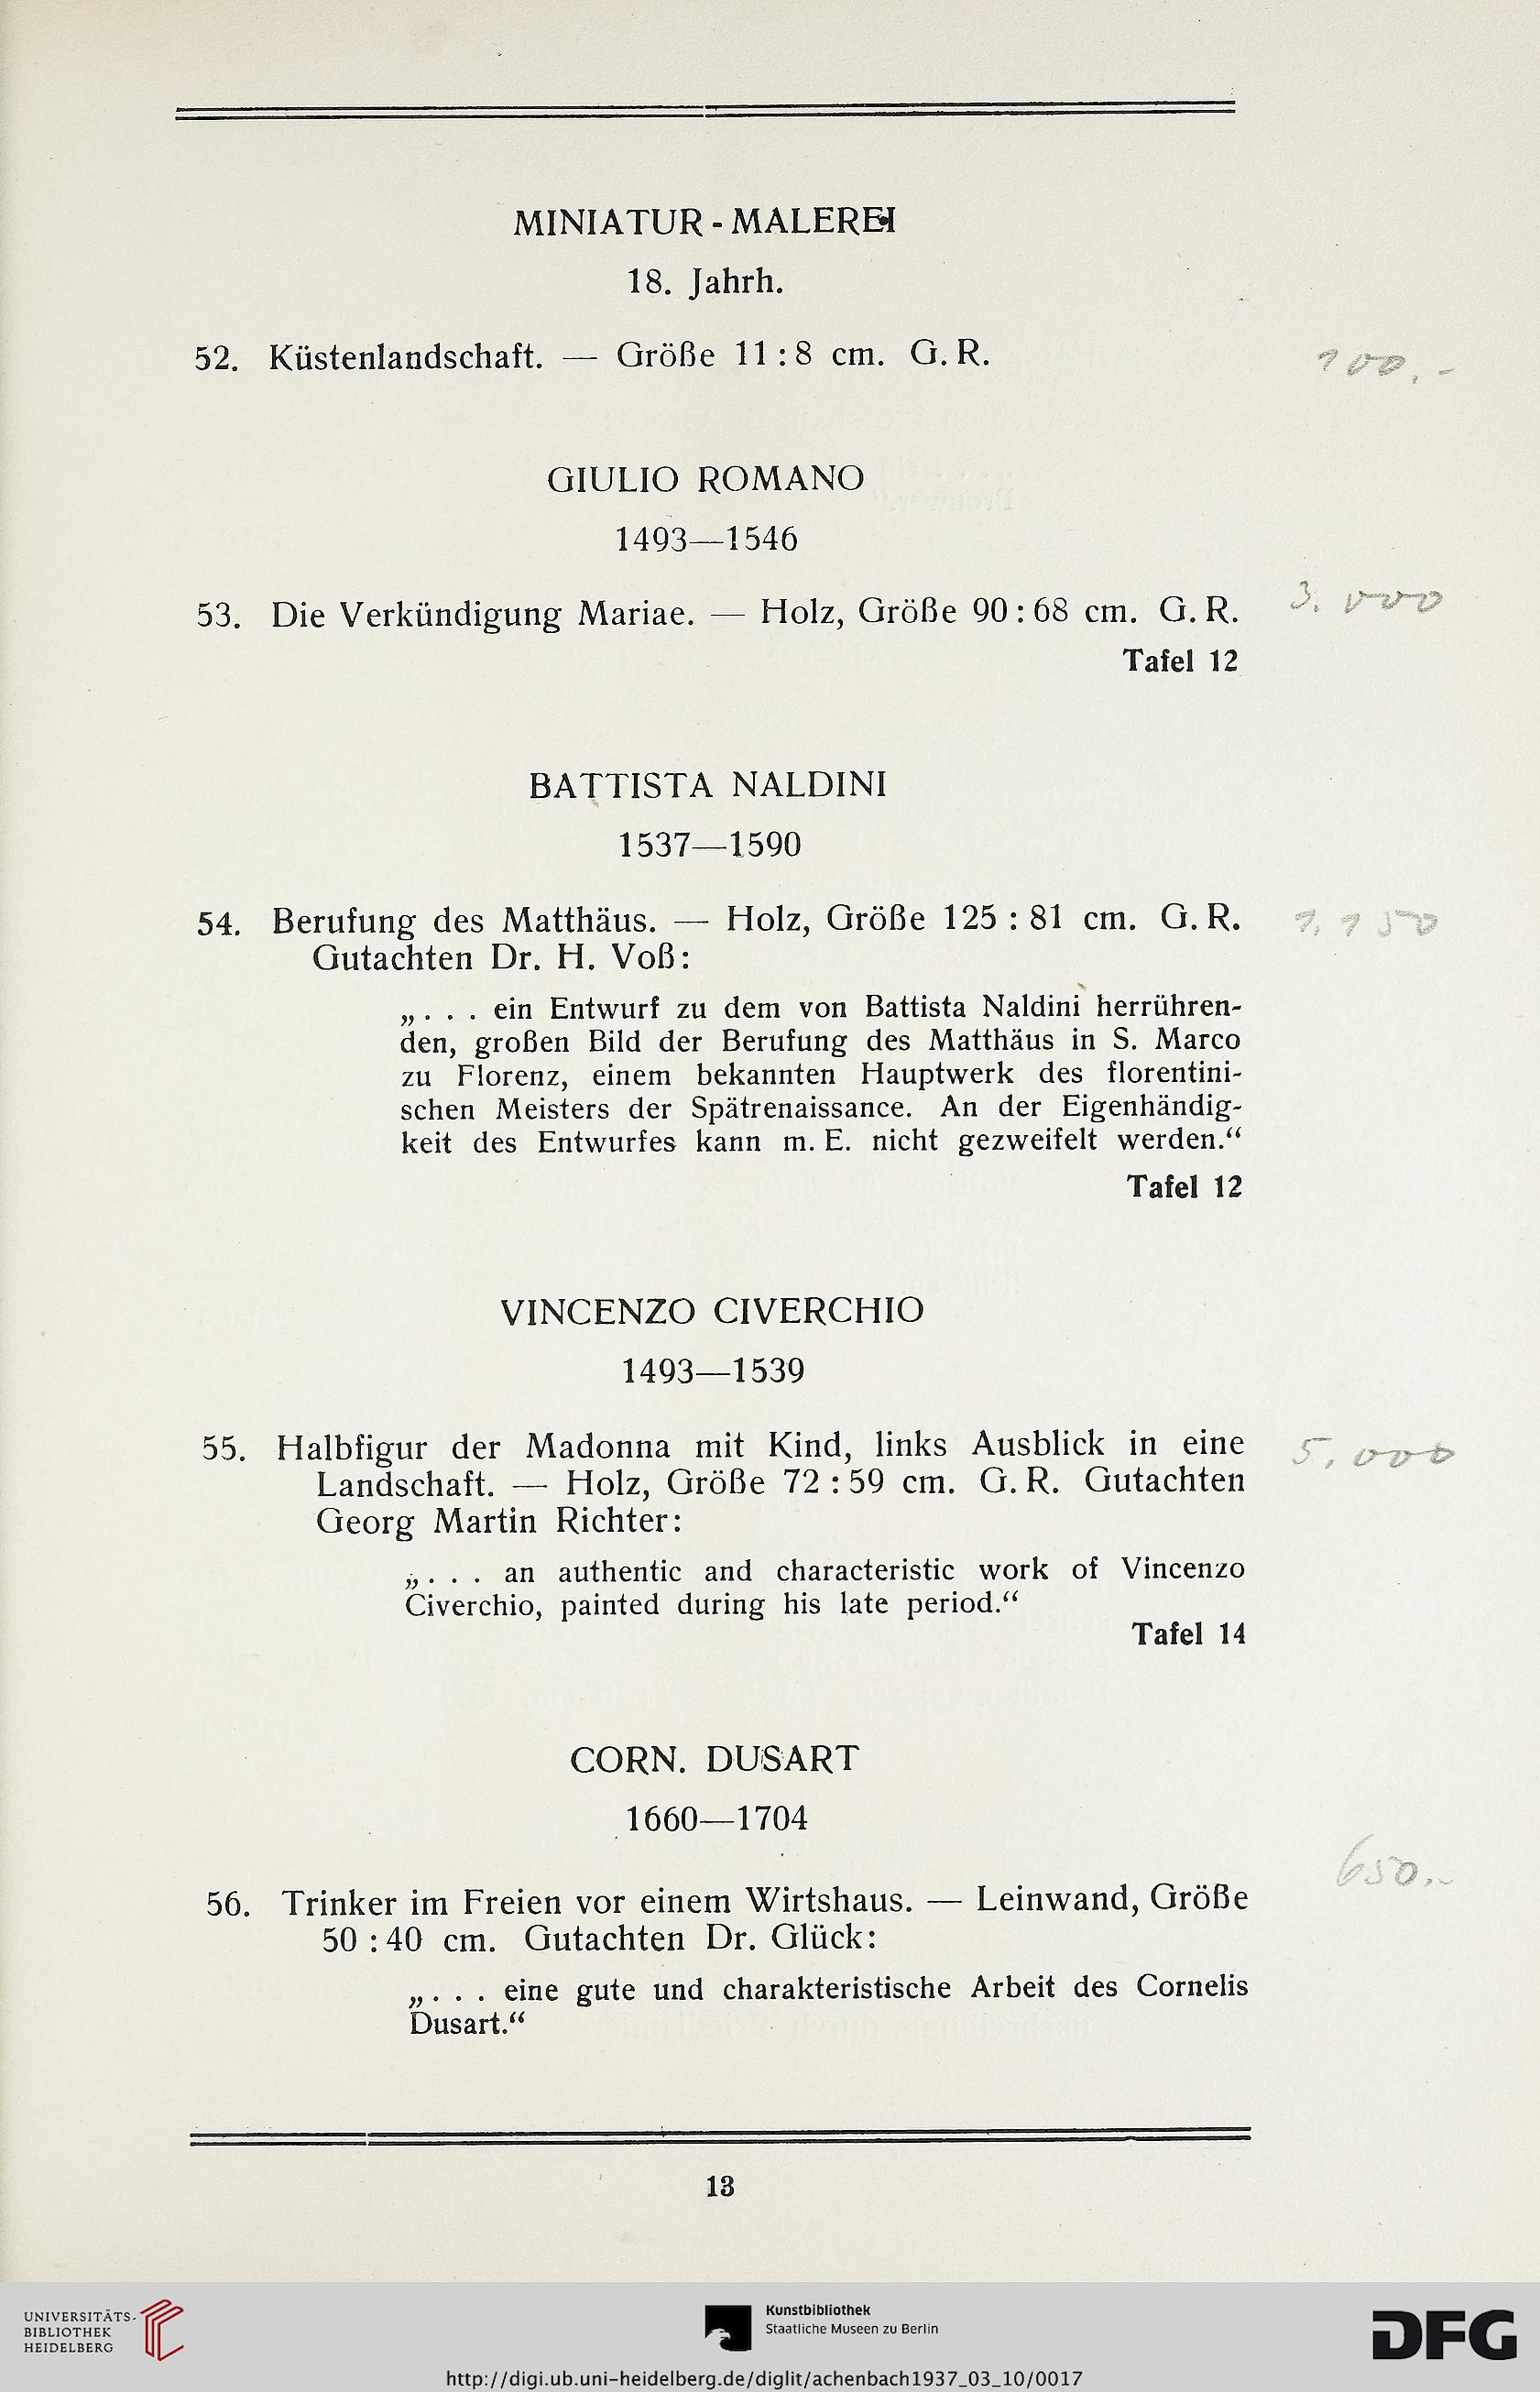 MINIATUR-MALEREI
18. Jahrh.
52. Küstenlandschaft. — Größe 11 : 8 cm. G. R.
100.-
GIULIO ROMANO
1493—1546
53. Die Verkündigung Mariae. — Holz, Größe 90 : 68 cm. G. R.
3.000
Tafel 12
BATTISTA NALDINI
1537—1590
54. Berufung des Matthäus. — Holz, Größe 125 : 81 cm. G. R.
1.150
Gutachten Dr. H. Voß:
„. . . ein Entwurf zu dem von Battista Naldini herrühren-
den, großen Bild der Berufung des Matthäus in S. Marco
zu Florenz, einem bekannten Hauptwerk des florentini-
schen Meisters der Spätrenaissance. An der Eigenhändig-
keit des Entwurfes kann m. E. nicht gezweifelt werden.“
Tafel 12
VINCENZO CIVERCHIO
1493—1539
55. Halbfigur der Madonna mit Kind, links Ausblick in eine
5.000
Landschaft. — Holz, Größe 72 : 59 cm. G. R. Gutachten
Georg Martin Richter:
„. . . an authentic and characteristic work of Vincenzo
Civerchio, painted during his late period.“
Tafel 14
CORN. DUSART
1660—1704
650.-
56. Trinker im Freien vor einem Wirtshaus. — Leinwand, Größe
50 : 40 cm. Gutachten Dr. Glück:
„. . . eine gute und charakteristische Arbeit des Cornelis
Dusart.“
13
UNIVERSITÄTS-
BIBLIOTHEK
HEIDELBERG
Kunstbibliothek
Staatliche Museen zu Berlin
DFG
http://digi.ub.uni-heidelberg.de/diglit/achenbach1937_03_10/0017